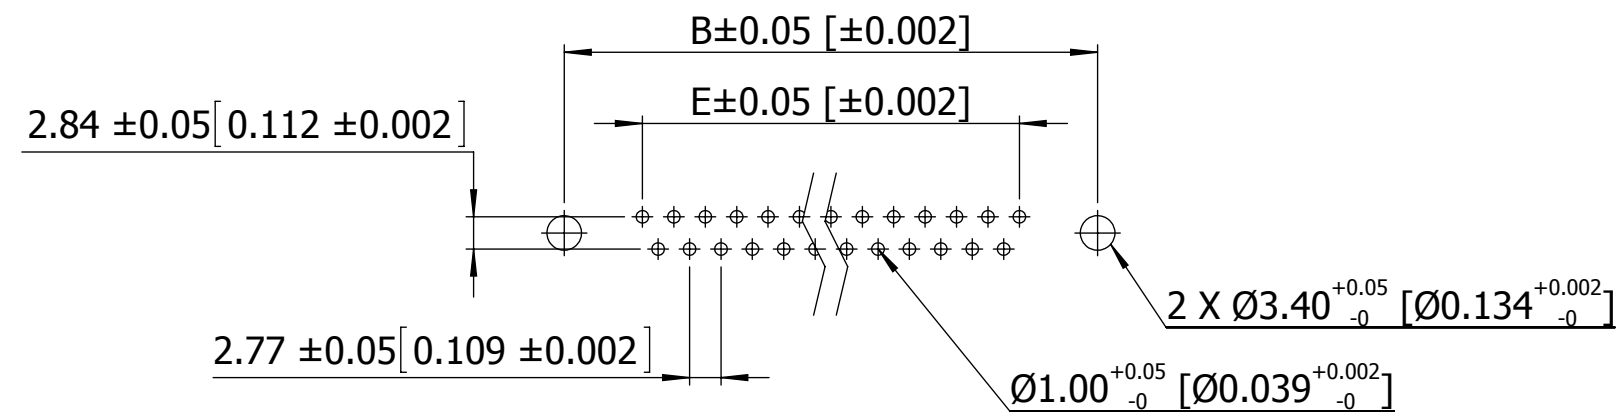 B±0.05 [±0.002]
E±0.05 [±0.002]
2.84 ±0.05[ 0.112 ±0.002 ]
2.77 ±0.05[ 0.109 ±0.002 ]
2 X Ø3.40 +0.05 -0 [Ø0.134 +0.002 -0 ]
Ø1.00 +0.05 -0 [Ø0.039 +0.002 -0 ]